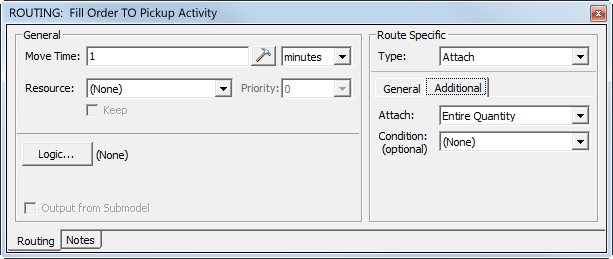 ROUTING: Fill Order TO Pickup Activity
General
Move Time: 1 minutes
Resource: (None) Priority: 0
Keep
Logic... (None)
Output from Submodel
Route Specific
Type: Attach
General Additional
Attach: Entire Quantity
Condition: (None)
(optional)
Routing Notes